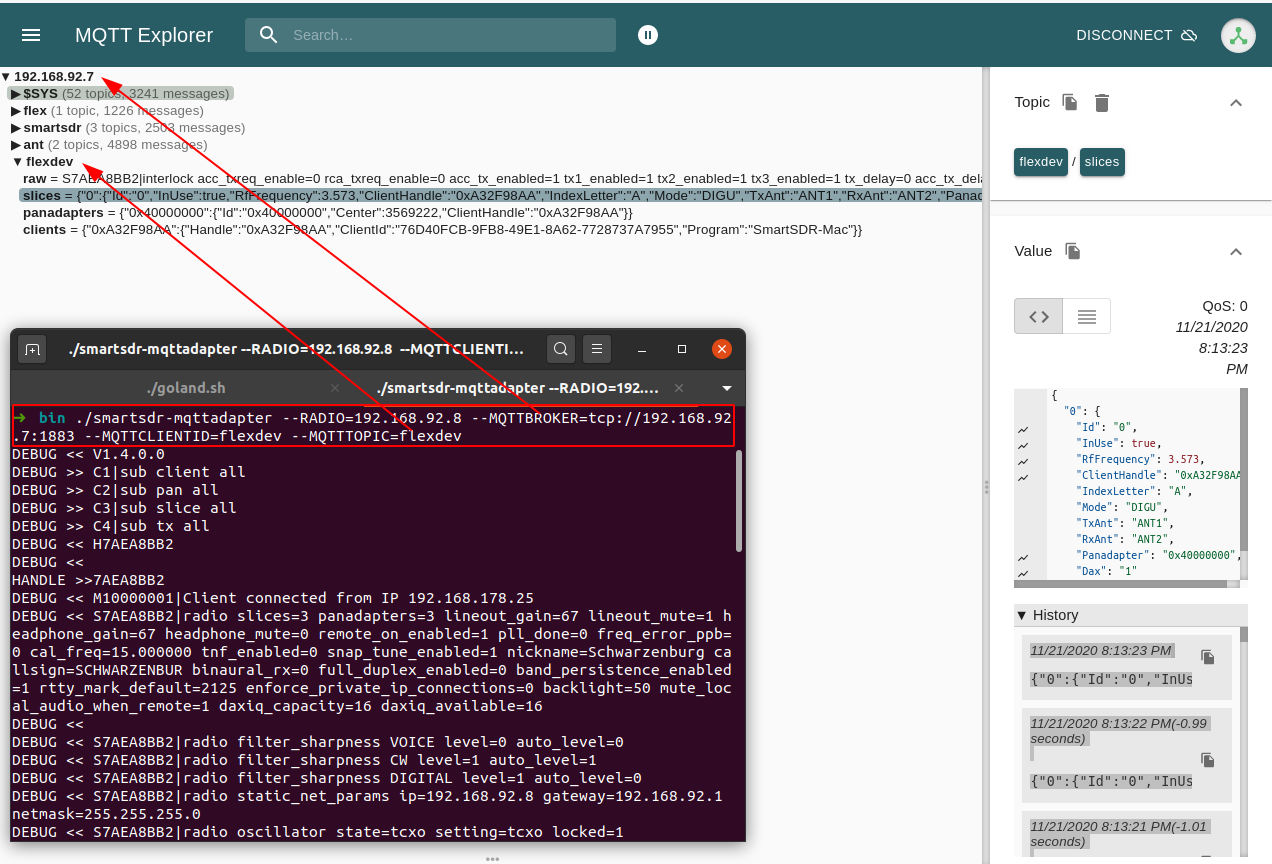 MQTT Explorer
Search…
DISCONNECT
▼ 192.168.92.7
▶ $SYS (52 topics, 3241 messages)
▶ flex (1 topic, 1226 messages)
▶ smartsdr (3 topics, 2503 messages)
▶ ant (2 topics, 4898 messages)
▼ flexdev
raw = S7AEA8BB2|interlock acc_txreq_enable=0 rca_txreq_enable=0 acc_tx_enabled=1 tx1_enabled=1 tx2_enabled=1 tx3_enabled=1 tx_delay=0 acc_tx_dela
slices = {"0":{"Id":"0","InUse":true,"RfFrequency":3.573,"ClientHandle":"0xA32F98AA","IndexLetter":"A","Mode":"DIGU","TxAnt":"ANT1","RxAnt":"ANT2","Panac
panadapters = {"0x40000000":{"Id":"0x40000000","Center":3569222,"ClientHandle":"0xA32F98AA"}}
clients = {"0xA32F98AA":{"Handle":"0xA32F98AA","ClientId":"76D40FCB-9FB8-49E1-8A62-7728737A7955","Program":"SmartSDR-Mac"}}
./smartsdr-mqttadapter --RADIO=192.168.92.8 --MQTTCLIENTI…
./goland.sh
./smartsdr-mqttadapter --RADIO=192.…
➜ bin ./smartsdr-mqttadapter --RADIO=192.168.92.8 --MQTTBROKER=tcp://192.168.92
.7:1883 --MQTTCLIENTID=flexdev --MQTTTOPIC=flexdev
DEBUG << V1.4.0.0
DEBUG >> C1|sub client all
DEBUG >> C2|sub pan all
DEBUG >> C3|sub slice all
DEBUG >> C4|sub tx all
DEBUG << H7AEA8BB2
DEBUG <<
HANDLE >>7AEA8BB2
DEBUG << M10000001|Client connected from IP 192.168.178.25
DEBUG << S7AEA8BB2|radio slices=3 panadapters=3 lineout_gain=67 lineout_mute=1 h
eadphone_gain=67 headphone_mute=0 remote_on_enabled=1 pll_done=0 freq_error_ppb=
0 cal_freq=15.000000 tnf_enabled=0 snap_tune_enabled=1 nickname=Schwarzenburg ca
llsign=SCHWARZENBUR binaural_rx=0 full_duplex_enabled=0 band_persistence_enabled
=1 rtty_mark_default=2125 enforce_private_ip_connections=0 backlight=50 mute_loc
al_audio_when_remote=1 daxiq_capacity=16 daxiq_available=16
DEBUG <<
DEBUG << S7AEA8BB2|radio filter_sharpness VOICE level=0 auto_level=0
DEBUG << S7AEA8BB2|radio filter_sharpness CW level=1 auto_level=1
DEBUG << S7AEA8BB2|radio filter_sharpness DIGITAL level=1 auto_level=0
DEBUG << S7AEA8BB2|radio static_net_params ip=192.168.92.8 gateway=192.168.92.1
netmask=255.255.255.0
DEBUG << S7AEA8BB2|radio oscillator state=tcxo setting=tcxo locked=1
Topic
flexdev / slices
Value
QoS: 0
11/21/2020
8:13:23
PM
{
"0": {
"Id": "0",
"InUse": true,
"RfFrequency": 3.573,
"ClientHandle": "0xA32F98AA
"IndexLetter": "A",
"Mode": "DIGU",
"TxAnt": "ANT1",
"RxAnt": "ANT2",
"Panadapter": "0x40000000",
"Dax": "1"
▼ History
11/21/2020 8:13:23 PM
{"0":{"Id":"0","InUs
11/21/2020 8:13:22 PM(-0.99
seconds)
{"0":{"Id":"0","InUs
11/21/2020 8:13:21 PM(-1.01
seconds)